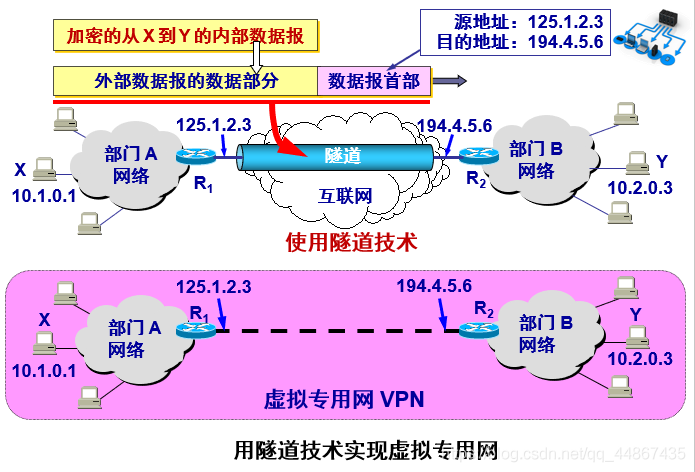 加密的从 X 到 Y 的内部数据报
源地址：125.1.2.3
目的地址：194.4.5.6
外部数据报的数据部分
数据报首部
125.1.2.3
194.4.5.6
部门 A
网络
X
10.1.0.1
R1
隧道
互联网
R2
部门 B
网络
Y
10.2.0.3
使用隧道技术
125.1.2.3
194.4.5.6
X
部门 A
网络
R1
10.1.0.1
R2
部门 B
网络
Y
10.2.0.3
虚拟专用网 VPN
用隧道技术实现虚拟专用网
blog.csdn.net/qq_44867435